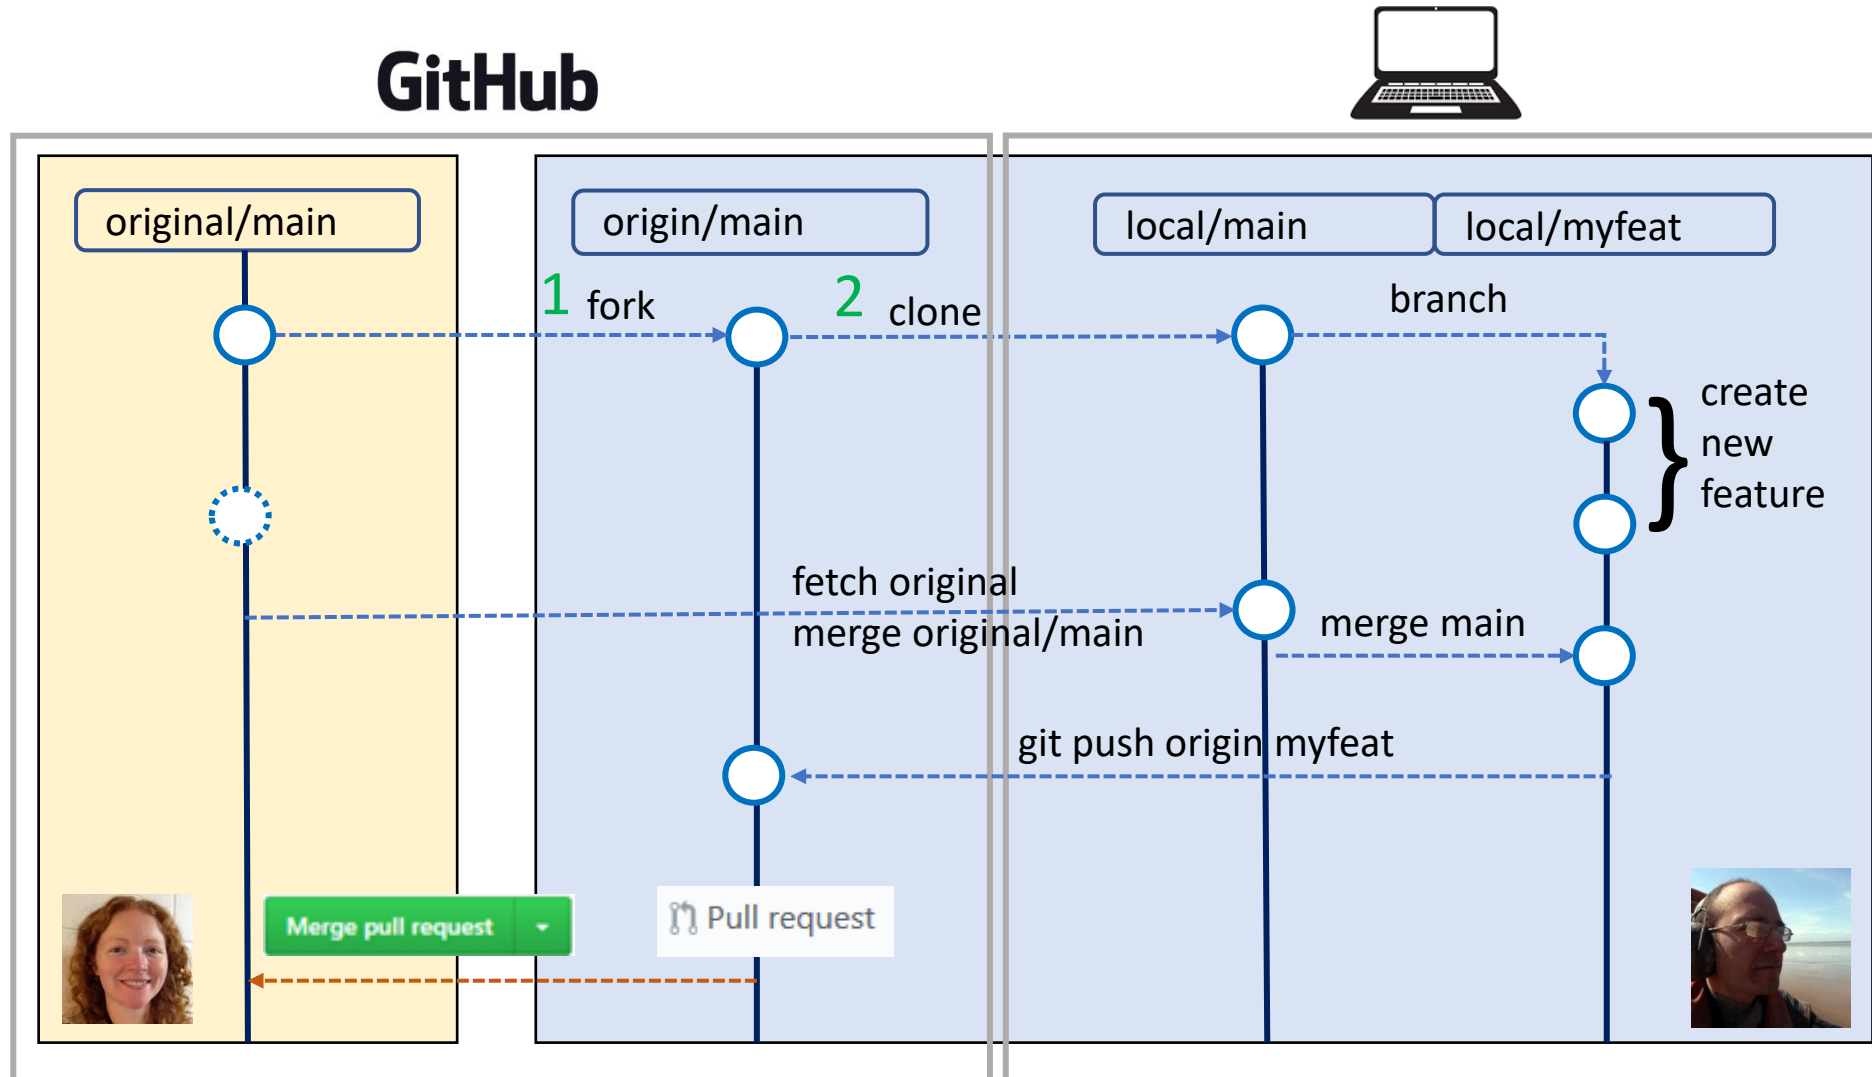 GitHub
original/main
origin/main
local/main
local/myfeat
1 fork
2 clone
branch
create
new
feature
fetch original
merge original/main
merge main
git push origin myfeat
Merge pull request
Pull request